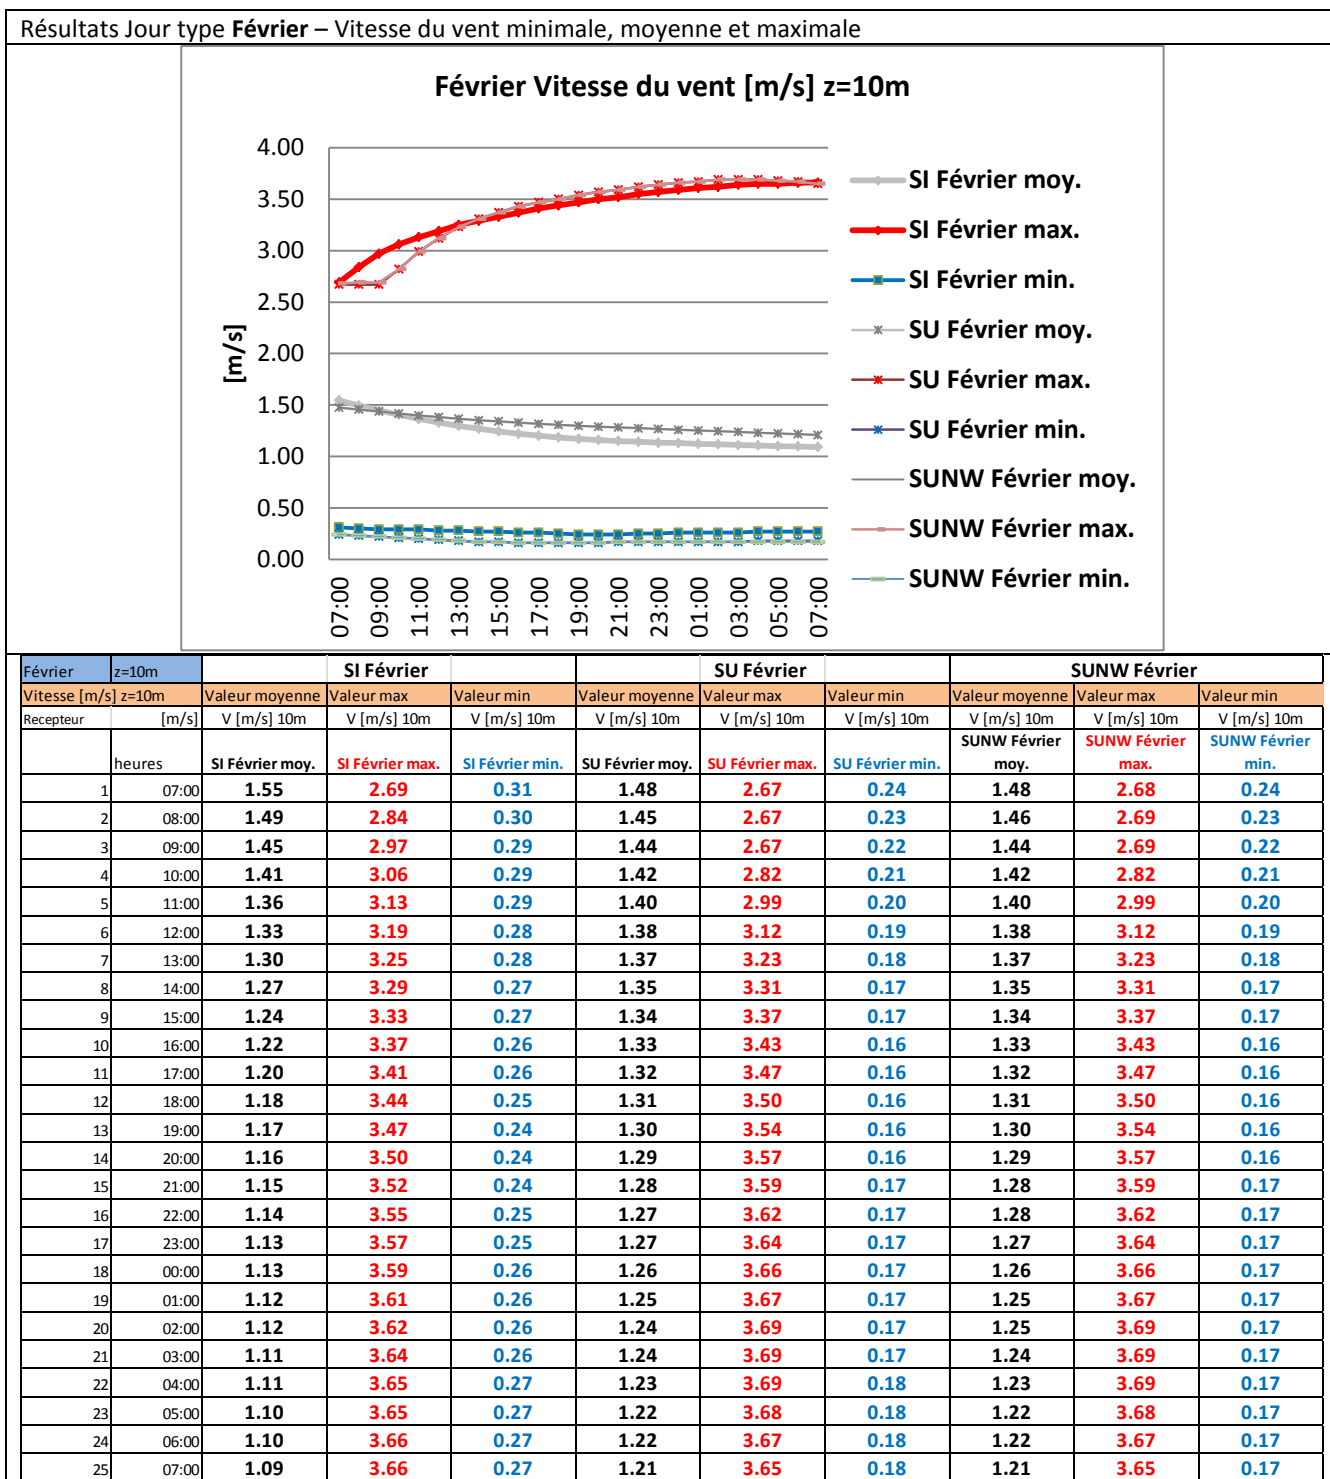 Résultats Jour type Février – Vitesse du vent minimale, moyenne et maximale
Février Vitesse du vent [m/s] z=10m
4.00
3.50
3.00
2.50
2.00
1.50
1.00
0.50
0.00
[m/s]
07:00 09:00 11:00 13:00 15:00 17:00 19:00 21:00 23:00 01:00 03:00 05:00 07:00
SI Février moy.
SI Février max.
SI Février min.
SU Février moy.
SU Février max.
SU Février min.
SUNW Février moy.
SUNW Février max.
SUNW Février min.
Février z=10m SI Février SU Février SUNW Février
Vitesse [m/s] z=10m Valeur moyenne Valeur max Valeur min Valeur moyenne Valeur max Valeur min Valeur moyenne Valeur max Valeur min
Recepteur [m/s] V [m/s] 10m V [m/s] 10m V [m/s] 10m V [m/s] 10m V [m/s] 10m V [m/s] 10m V [m/s] 10m V [m/s] 10m V [m/s] 10m
heures SI Février moy. SI Février max. SI Février min. SU Février moy. SU Février max. SU Février min. SUNW Février moy. SUNW Février max. SUNW Février min.
1 07:00 1.55 2.69 0.31 1.48 2.67 0.24 1.48 2.68 0.24
2 08:00 1.49 2.84 0.30 1.45 2.67 0.23 1.46 2.69 0.23
3 09:00 1.45 2.97 0.29 1.44 2.67 0.22 1.44 2.69 0.22
4 10:00 1.41 3.06 0.29 1.42 2.82 0.21 1.42 2.82 0.21
5 11:00 1.36 3.13 0.29 1.40 2.99 0.20 1.40 2.99 0.20
6 12:00 1.33 3.19 0.28 1.38 3.12 0.19 1.38 3.12 0.19
7 13:00 1.30 3.25 0.28 1.37 3.23 0.18 1.37 3.23 0.18
8 14:00 1.27 3.29 0.27 1.35 3.31 0.17 1.35 3.31 0.17
9 15:00 1.24 3.33 0.27 1.34 3.37 0.17 1.34 3.37 0.17
10 16:00 1.22 3.37 0.26 1.33 3.43 0.16 1.33 3.43 0.16
11 17:00 1.20 3.41 0.26 1.32 3.47 0.16 1.32 3.47 0.16
12 18:00 1.18 3.44 0.25 1.31 3.50 0.16 1.31 3.50 0.16
13 19:00 1.17 3.47 0.24 1.30 3.54 0.16 1.30 3.54 0.16
14 20:00 1.16 3.50 0.24 1.29 3.57 0.16 1.29 3.57 0.16
15 21:00 1.15 3.52 0.24 1.28 3.59 0.17 1.28 3.59 0.17
16 22:00 1.14 3.55 0.25 1.27 3.62 0.17 1.28 3.62 0.17
17 23:00 1.13 3.57 0.25 1.27 3.64 0.17 1.27 3.64 0.17
18 00:00 1.13 3.59 0.26 1.26 3.66 0.17 1.26 3.66 0.17
19 01:00 1.12 3.61 0.26 1.25 3.67 0.17 1.25 3.67 0.17
20 02:00 1.12 3.62 0.26 1.24 3.69 0.17 1.25 3.69 0.17
21 03:00 1.11 3.64 0.26 1.24 3.69 0.17 1.24 3.69 0.17
22 04:00 1.11 3.65 0.27 1.23 3.69 0.18 1.23 3.69 0.17
23 05:00 1.10 3.65 0.27 1.22 3.68 0.18 1.22 3.68 0.17
24 06:00 1.10 3.66 0.27 1.22 3.67 0.18 1.22 3.67 0.17
25 07:00 1.09 3.66 0.27 1.21 3.65 0.18 1.21 3.65 0.17